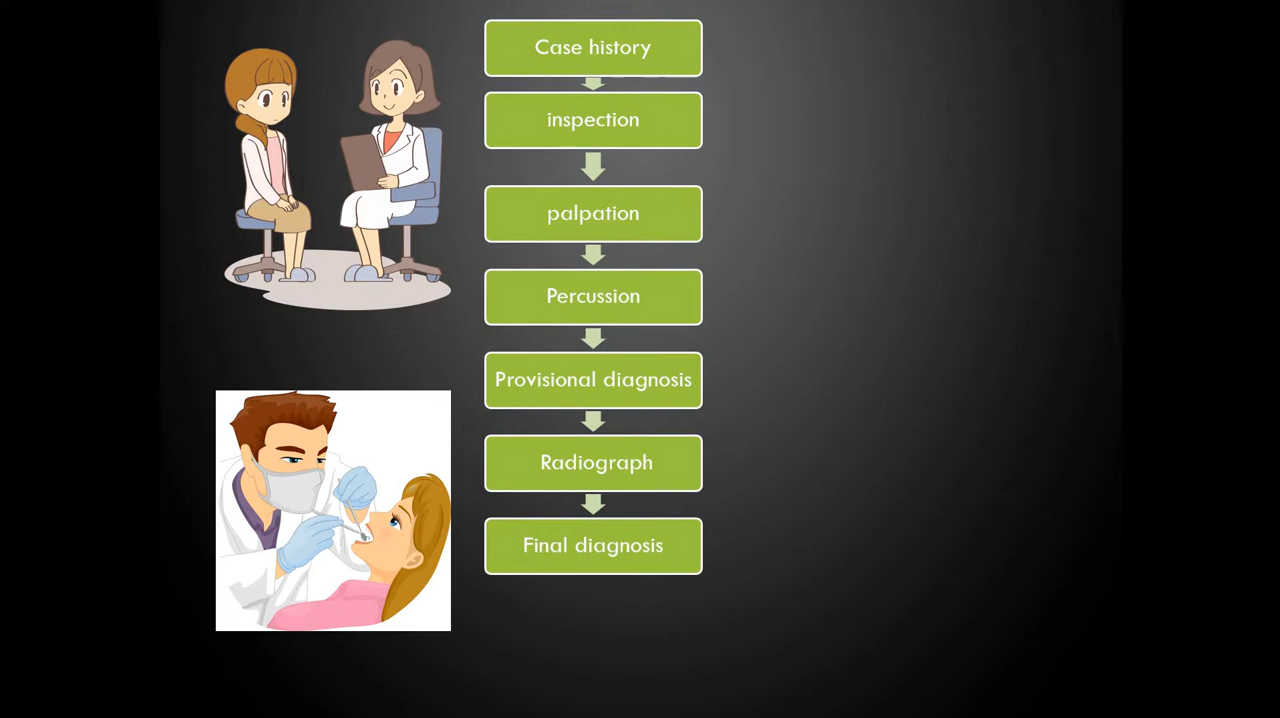 Case history
inspection
palpation
Percussion
Provisional diagnosis
Radiograph
Final diagnosis